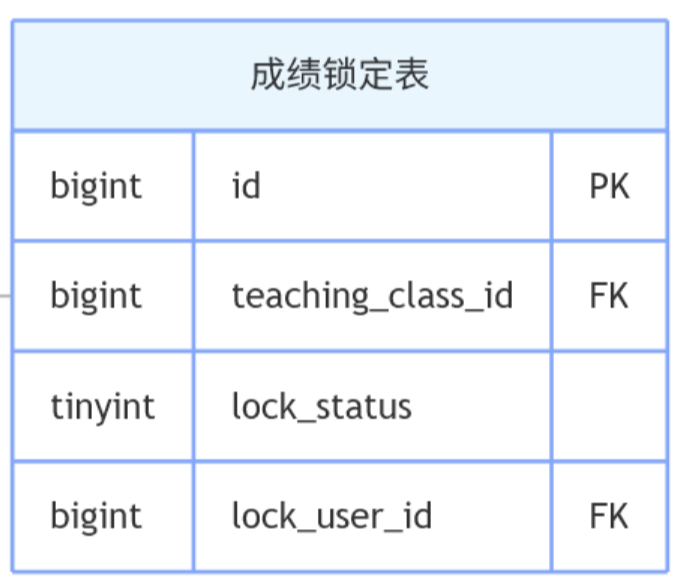 成绩锁定表
bigint id PK
bigint teaching_class_id FK
tinyint lock_status
bigint lock_user_id FK